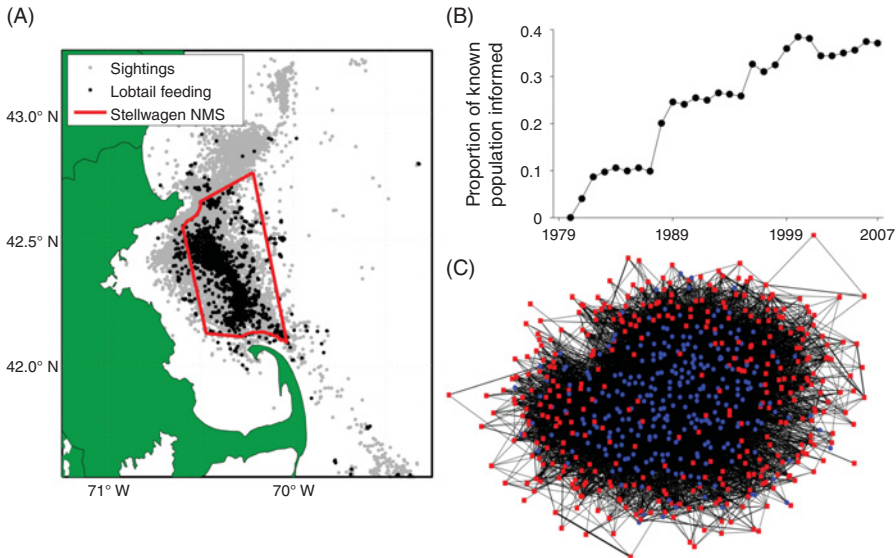 (A)
Sightings
Lobtail feeding
Stellwagen NMS
43.0° N
42.5° N
42.0° N
71° W
70° W
(B)
Proportion of known
population informed
0.4
0.3
0.2
0.1
0
1979
1989
1999
2007
(C)